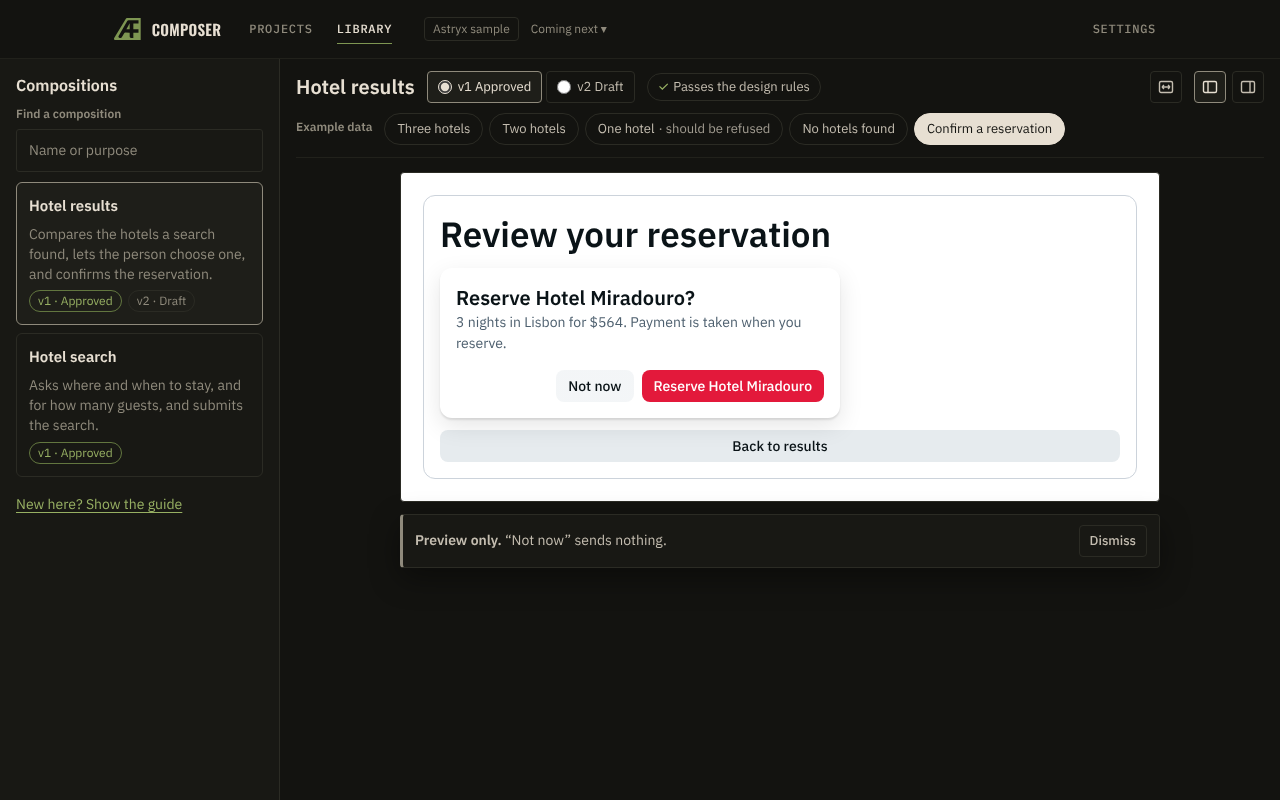 COMPOSER
PROJECTS
LIBRARY
Astryx sample
Coming next ▾
SETTINGS
Compositions
Find a composition
Name or purpose
Hotel results
Compares the hotels a search
found, lets the person choose one,
and confirms the reservation.
v1 · Approved
v2 · Draft
Hotel search
Asks where and when to stay, and
for how many guests, and submits
the search.
v1 · Approved
New here? Show the guide
Hotel results
v1 Approved
v2 Draft
✓ Passes the design rules
Example data
Three hotels
Two hotels
One hotel · should be refused
No hotels found
Confirm a reservation
Review your reservation
Reserve Hotel Miradouro?
3 nights in Lisbon for $564. Payment is taken when you
reserve.
Not now
Reserve Hotel Miradouro
Back to results
Preview only. “Not now” sends nothing.
Dismiss